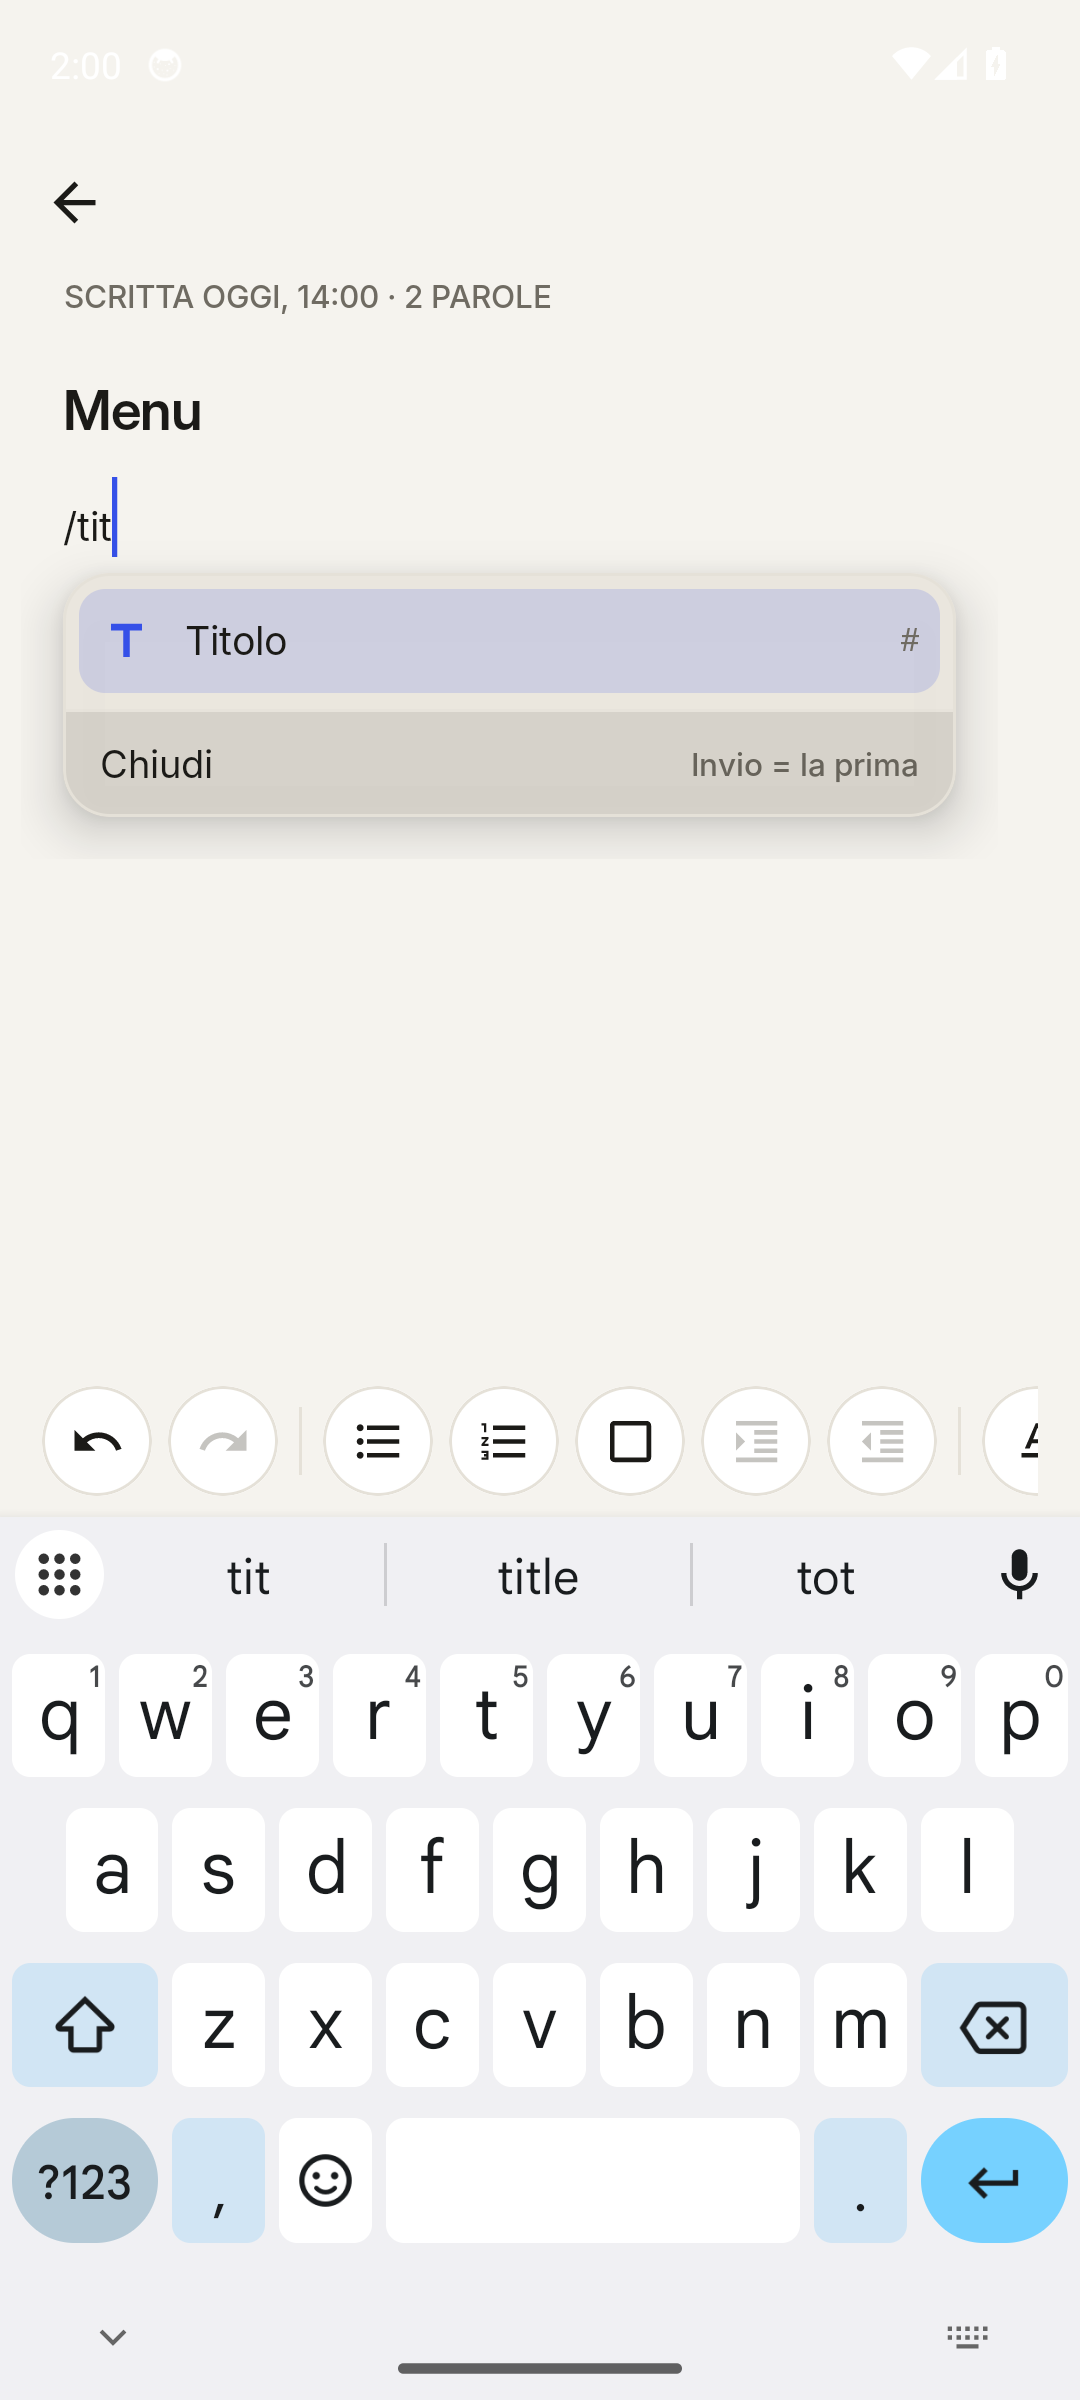 2:00
SCRITTA OGGI, 14:00 · 2 PAROLE
Menu
/tit
Titolo #
Chiudi Invio = la prima
tit title tot
q 1 w 2 e 3 r 4 t 5 y 6 u 7 i 8 o 9 p 0
a s d f g h j k l
z x c v b n m
?123 , .